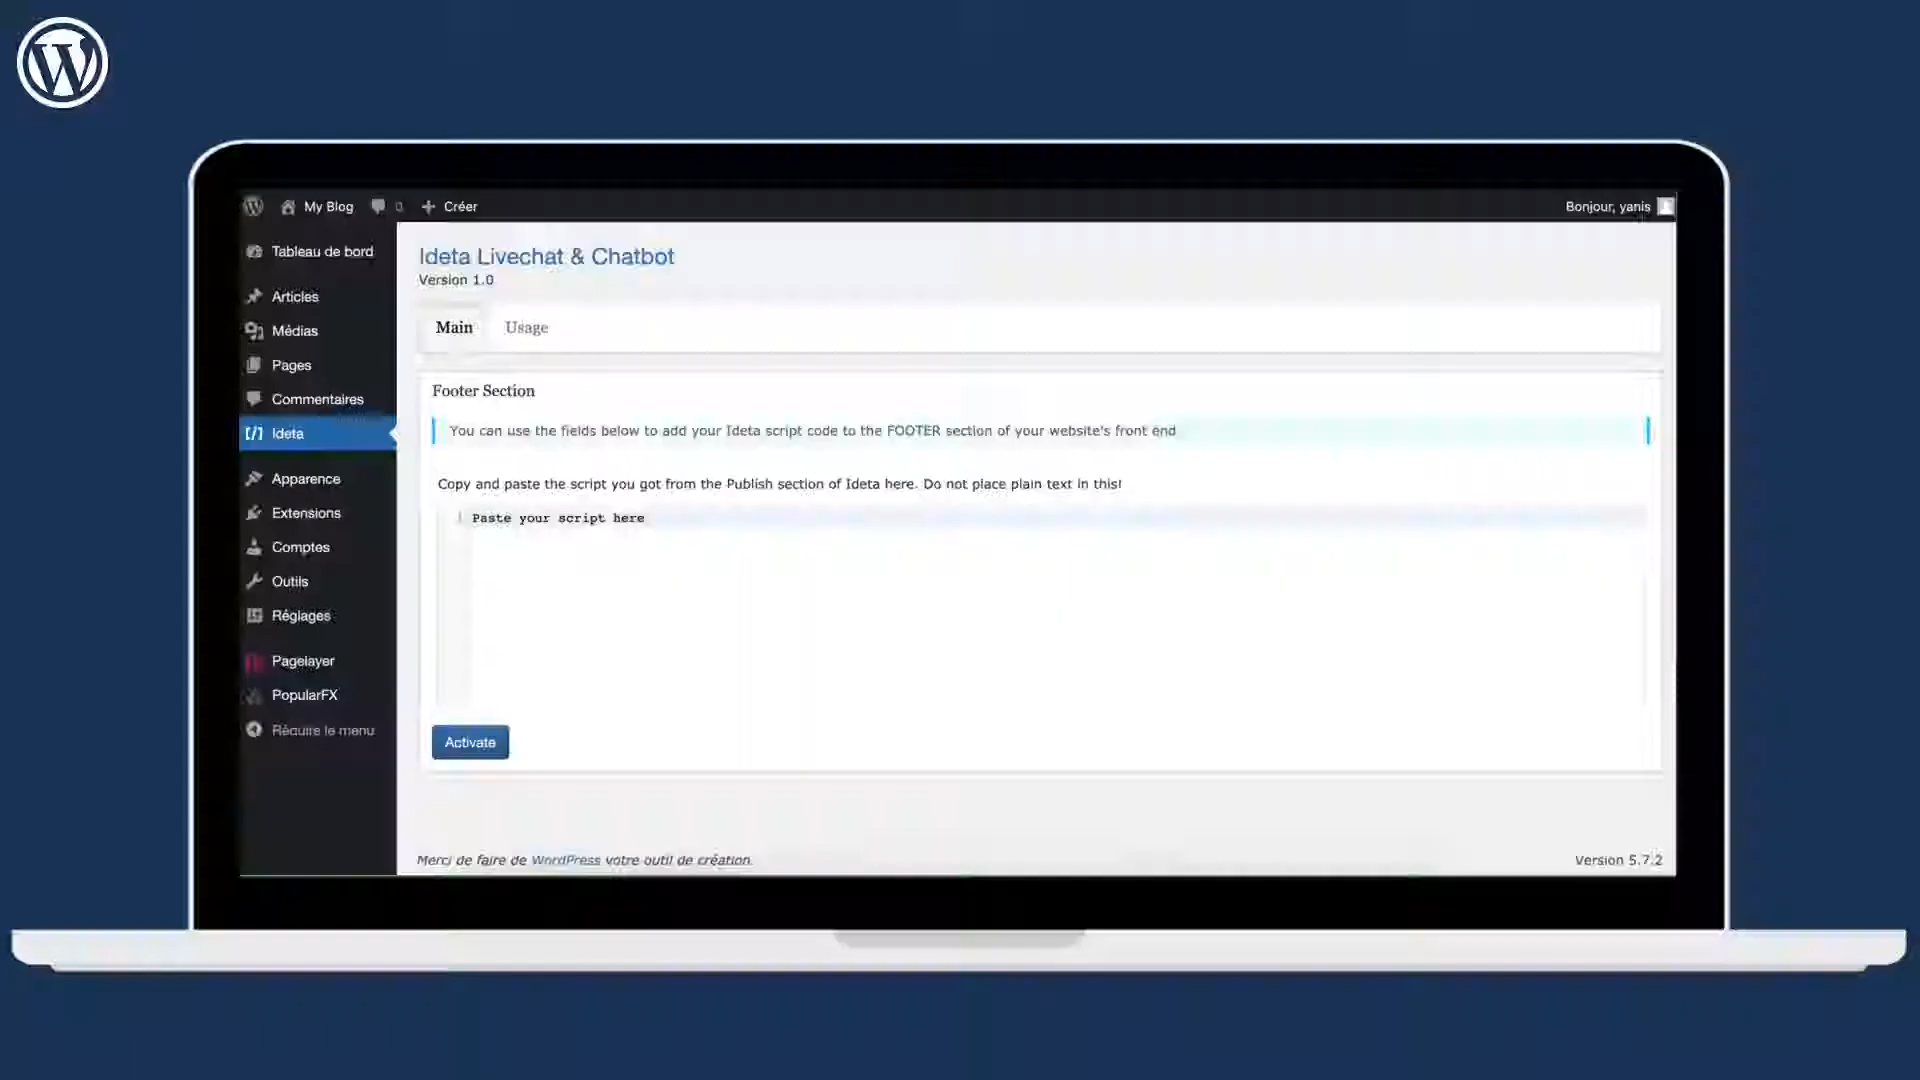 My Blog 0 Créer
Bonjour, yanis
Tableau de bord
Articles
Médias
Pages
Commentaires
Ideta
Apparence
Extensions
Comptes
Outils
Réglages
Pagelayer
PopularFX
Réduire le menu
Ideta Livechat & Chatbot
Version 1.0
Main Usage
Footer Section
You can use the fields below to add your Ideta script code to the FOOTER section of your website's front end
Copy and paste the script you got from the Publish section of Ideta here. Do not place plain text in this!
Paste your script here
Activate
Merci de faire de WordPress votre outil de création.
Version 5.7.2